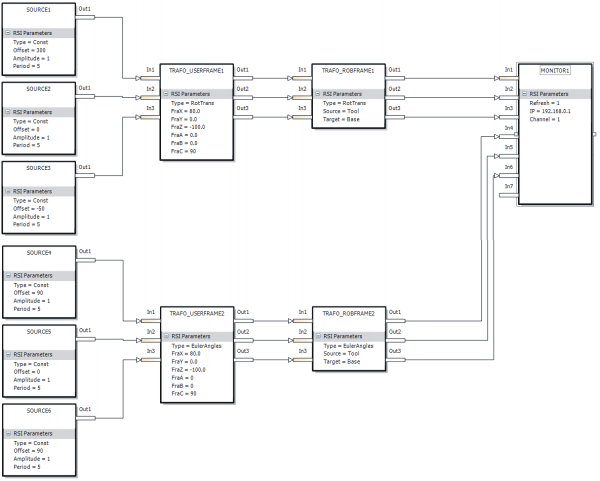 SOURCE1
Out1
RSI Parameters
Type = Const
Offset = 300
Amplitude = 1
Period = 5
SOURCE2
Out1
RSI Parameters
Type = Const
Offset = 0
Amplitude = 1
Period = 5
SOURCE3
Out1
RSI Parameters
Type = Const
Offset = -50
Amplitude = 1
Period = 5
TRAFO_USERFRAME1
In1
In2
In3
Out1
Out2
Out3
RSI Parameters
Type = RotTrans
FraX = 80.0
FraY = 0.0
FraZ = -100.0
FraA = 0.0
FraB = 0.0
FraC = 90
TRAFO_ROBFRAME1
In1
In2
In3
Out1
Out2
Out3
RSI Parameters
Type = RotTrans
Source = Tool
Target = Base
MONITOR1
In1
In2
In3
In4
In5
In6
In7
RSI Parameters
Refresh = 1
IP = 192.168.0.1
Channel = 1
SOURCE4
Out1
RSI Parameters
Type = Const
Offset = 90
Amplitude = 1
Period = 5
SOURCE5
Out1
RSI Parameters
Type = Const
Offset = 0
Amplitude = 1
Period = 5
SOURCE6
Out1
RSI Parameters
Type = Const
Offset = 90
Amplitude = 1
Period = 5
TRAFO_USERFRAME2
In1
In2
In3
Out1
Out2
Out3
RSI Parameters
Type = EulerAngles
FraX = 80.0
FraY = 0.0
FraZ = -100.0
FraA = 0
FraB = 0
FraC = 90
TRAFO_ROBFRAME2
In1
In2
In3
Out1
Out2
Out3
RSI Parameters
Type = EulerAngles
Source = Tool
Target = Base